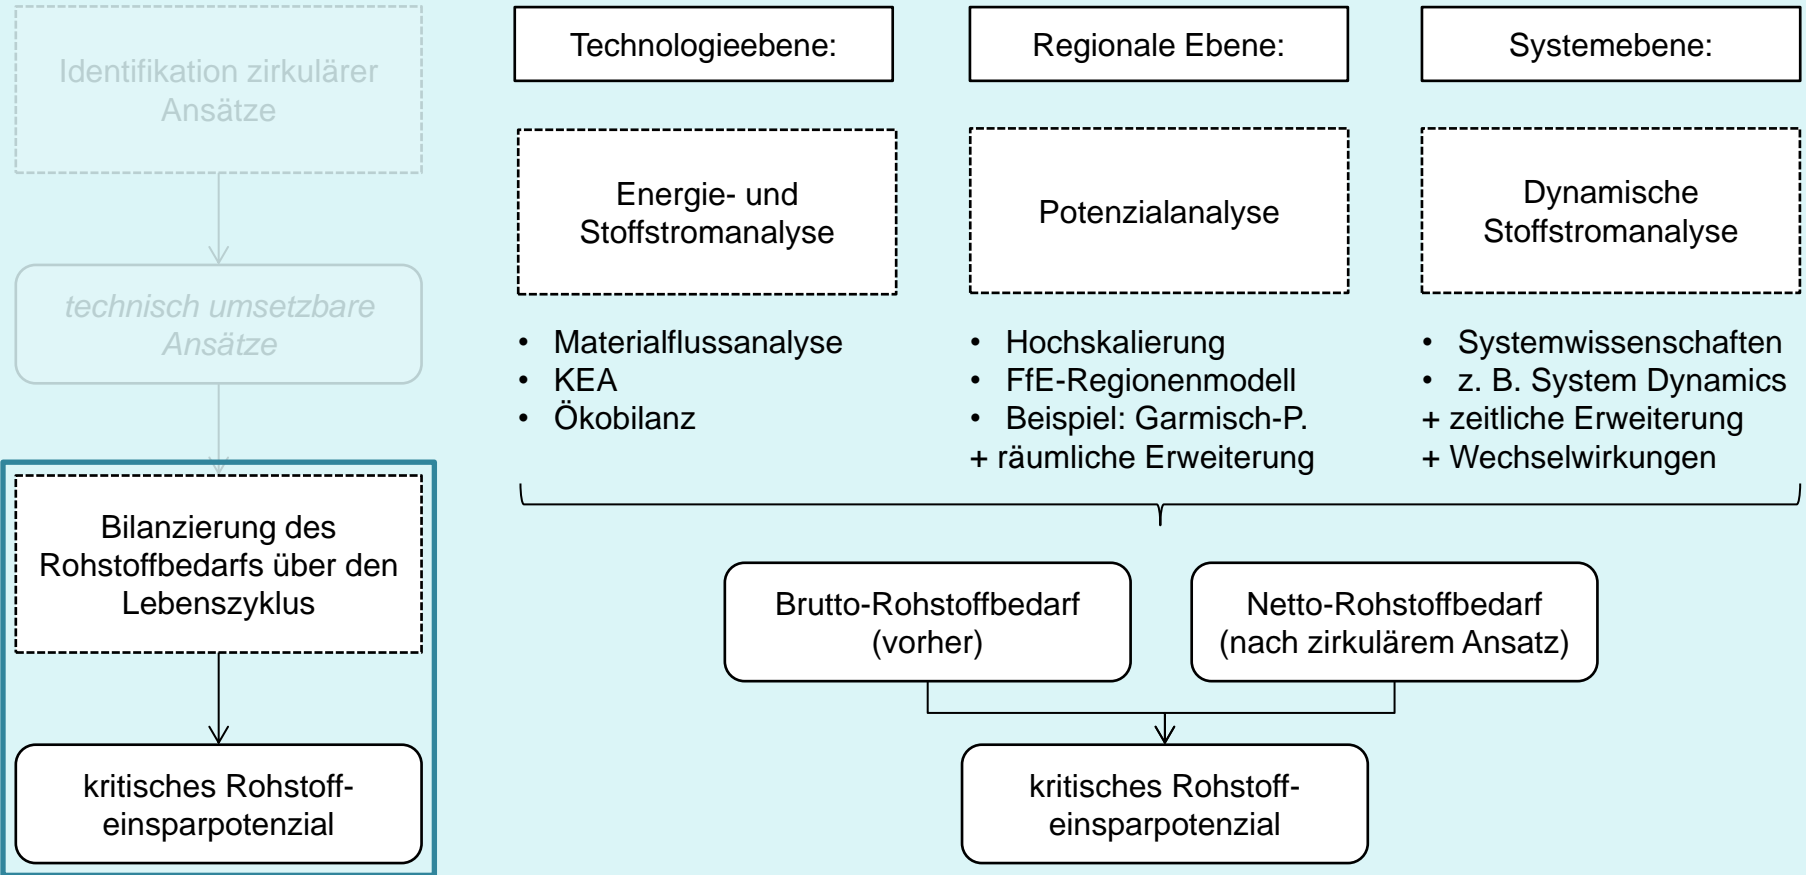 Identifikation zirkulärer
Ansätze
technisch umsetzbare
Ansätze
Bilanzierung des
Rohstoffbedarfs über den
Lebenszyklus
kritisches Rohstoff-
einsparpotenzial
Technologieebene:
Energie- und
Stoffstromanalyse
• Materialflussanalyse
• KEA
• Ökobilanz
Regionale Ebene:
Potenzialanalyse
• Hochskalierung
• FfE-Regionenmodell
• Beispiel: Garmisch-P.
+ räumliche Erweiterung
Systemebene:
Dynamische
Stoffstromanalyse
• Systemwissenschaften
• z. B. System Dynamics
+ zeitliche Erweiterung
+ Wechselwirkungen
Brutto-Rohstoffbedarf
(vorher)
Netto-Rohstoffbedarf
(nach zirkulärem Ansatz)
kritisches Rohstoff-
einsparpotenzial